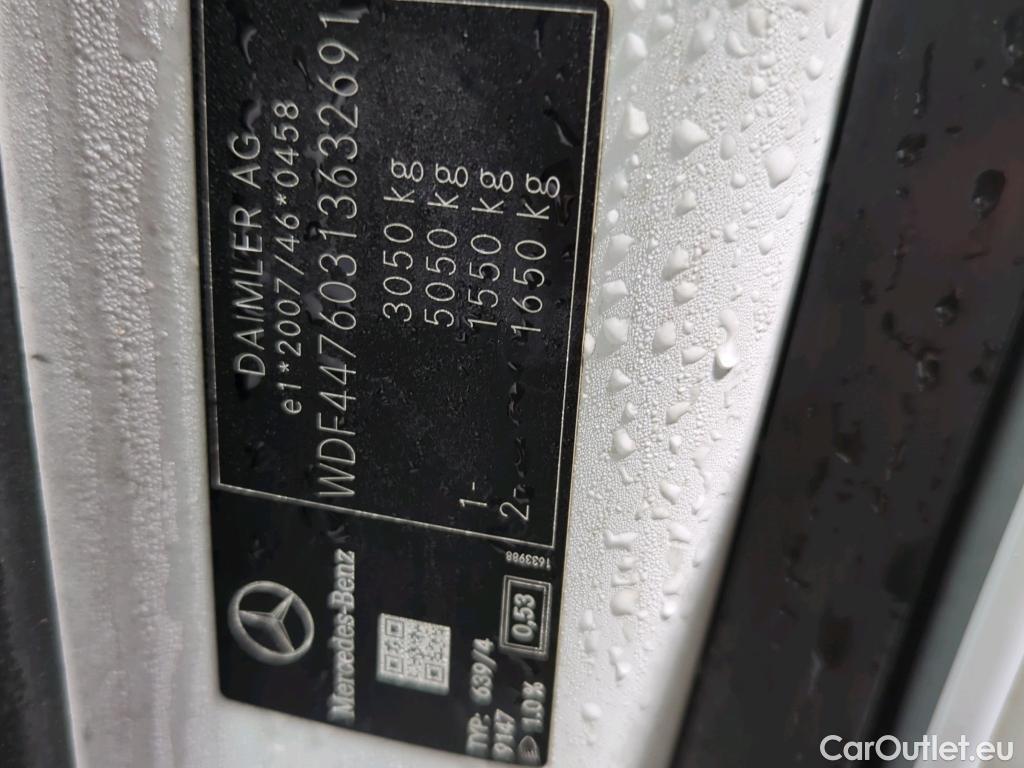 DAIMLER AG
e1*2007/46*0458
WDF44760313632691
3050 kg
5050 kg
1- 1550 kg
2- 1650 kg
Mercedes-Benz
TYP: 639/4
9147
1.0%
0,53
1633988
CarOutlet.eu